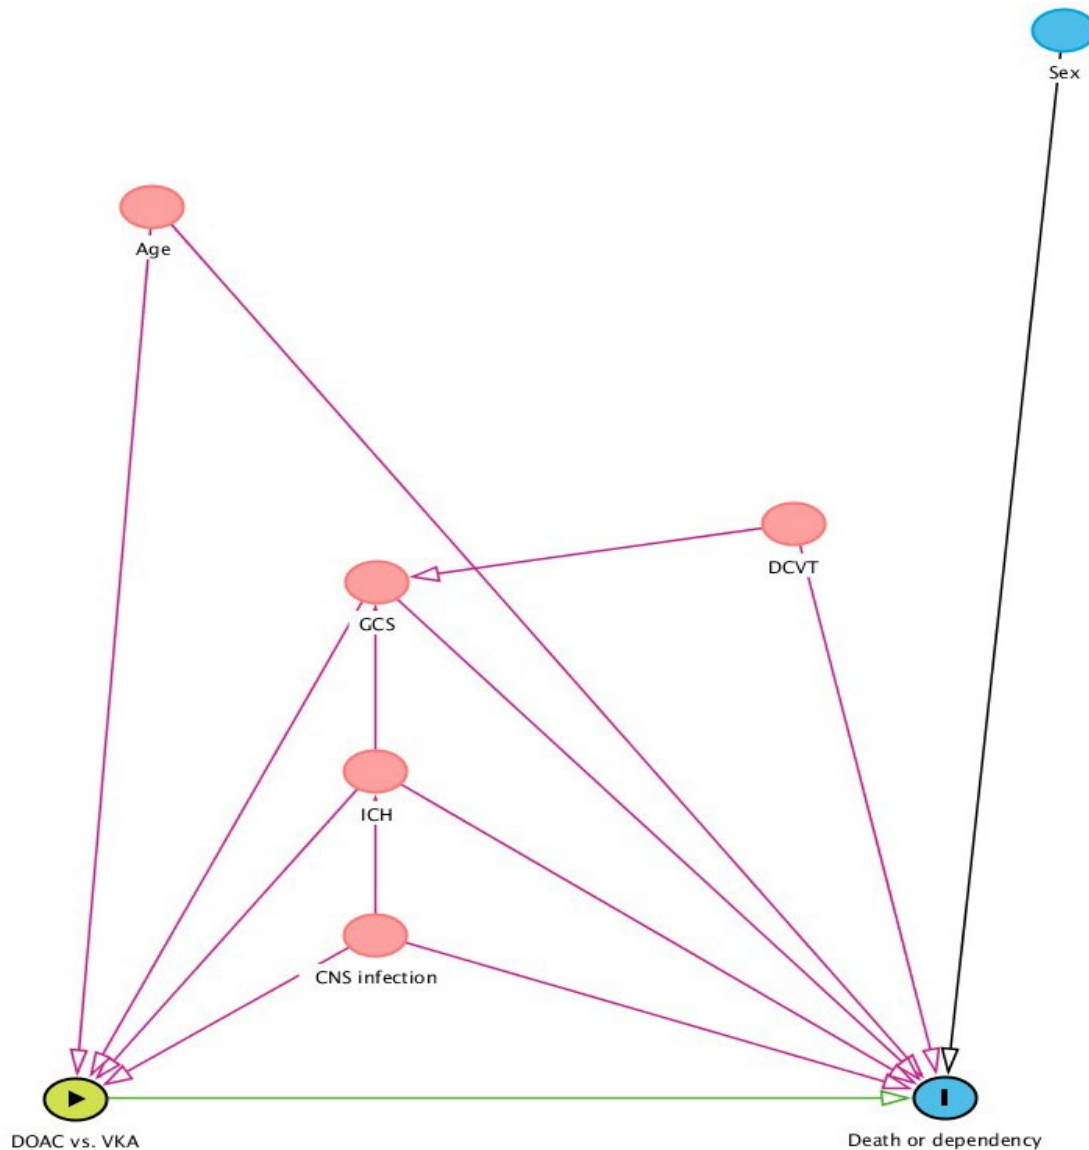 Sex
Age
DCVT
GCS
ICH
CNS infection
DOAC vs. VKA
Death or dependency